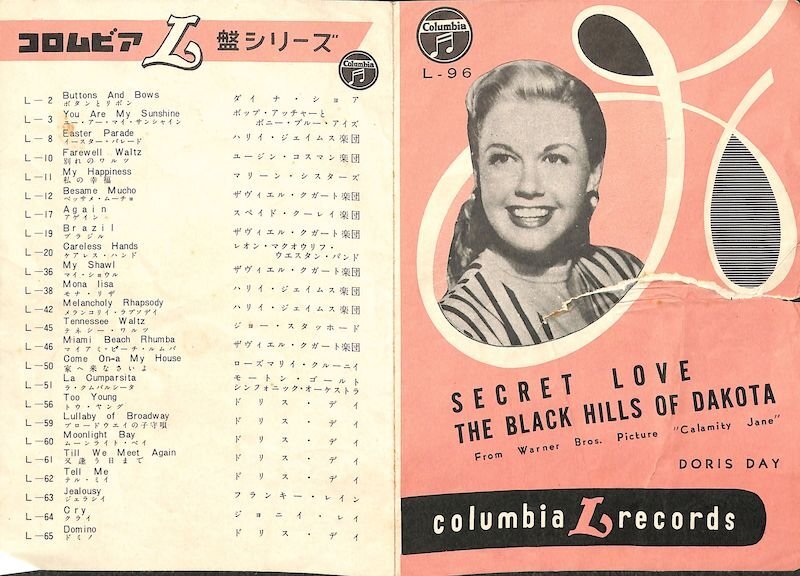 コロムビア L 盤シリーズ
Columbia
L-2 Buttons And Bows ダイナ・ショア
ボタンとリボン
L-3 You Are My Sunshine ポップ・アッチャーと
ユー・アー・マイ・サンシャイン ボニー・ブルー・アイズ
L-8 Easter Parade ハリイ・ジェイムス楽団
イースター・パレード
L-10 Farewell Waltz ユージン・コスマン楽団
別れのワルツ
L-11 My Happiness マリーン・シスターズ
私の幸福
L-12 Besame Mucho ザヴィエル・クガート楽団
ベッサメ・ムーチョ
L-17 Again スペイド・クーレイ楽団
アゲイン
L-19 Brazil ザヴィエル・クガート楽団
ブラジル
L-20 Careless Hands レオン・マクオウリフ・
ケアレス・ハンド ウエスタン・バンド
L-36 My Shawl ザヴィエル・クガート楽団
マイ・ショウル
L-38 Mona lisa ハリイ・ジェイムス楽団
モナ・リザ
L-42 Melancholy Rhapsody ハリイ・ジェイムス楽団
メランコリイ・ラプソディ
L-45 Tennessee Waltz ジョー・スタッホード
テネシー・ワルツ
L-46 Miami Beach Rhumba ザヴィエル・クガート楽団
マイアミ・ビーチ・ルムバ
L-50 Come On-a My House ローズマリイ・クルーニイ
家へ来なさいよ
L-51 La Cumparsita モートン・ゴールト
ラ・クムパルシータ シンフォニック・オーケストラ
L-56 Too Young ドリス・デイ
トウ・ヤング
L-59 Lullaby of Broadway ドリス・デイ
ブロードウエイの子守唄
L-60 Moonlight Bay ドリス・デイ
ムーンライト・ベイ
L-61 Till We Meet Again ドリス・デイ
又逢う日まで
L-62 Tell Me ドリス・デイ
テル・ミイ
L-63 Jealousy フランキー・レイン
ジェラシイ
L-64 Cry ジョニイ・レイ
クライ
L-65 Domino ドリス・デイ
ドミノ
Columbia
L-96
SECRET LOVE
THE BLACK HILLS OF DAKOTA
From Warner Bros. Picture "Calamity Jane"
DORIS DAY
columbia L records